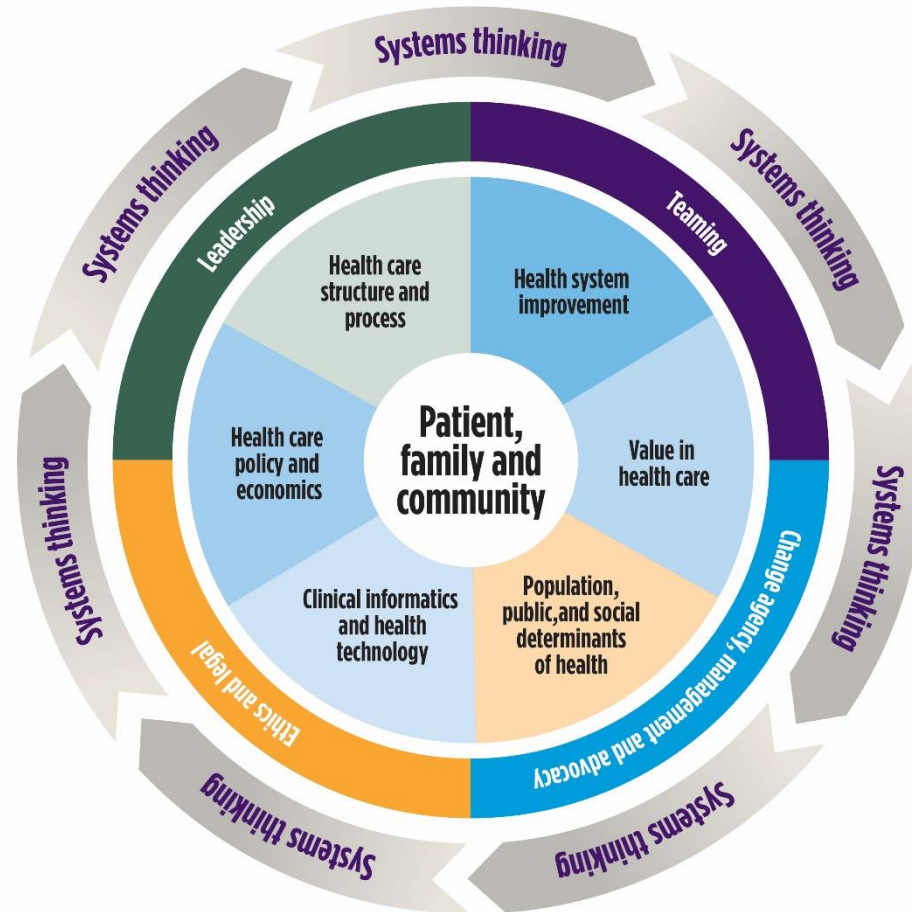 Systems thinking
Systems thinking
Systems thinking
Systems thinking
Systems thinking
Systems thinking
Systems thinking
Leadership
Teaming
Change agency, management and advocacy
Ethics and legal
Health care
structure and
process
Health system
improvement
Value in
health care
Population,
public,and social
determinants
of health
Clinical informatics
and health
technology
Health care
policy and
economics
Patient,
family and
community